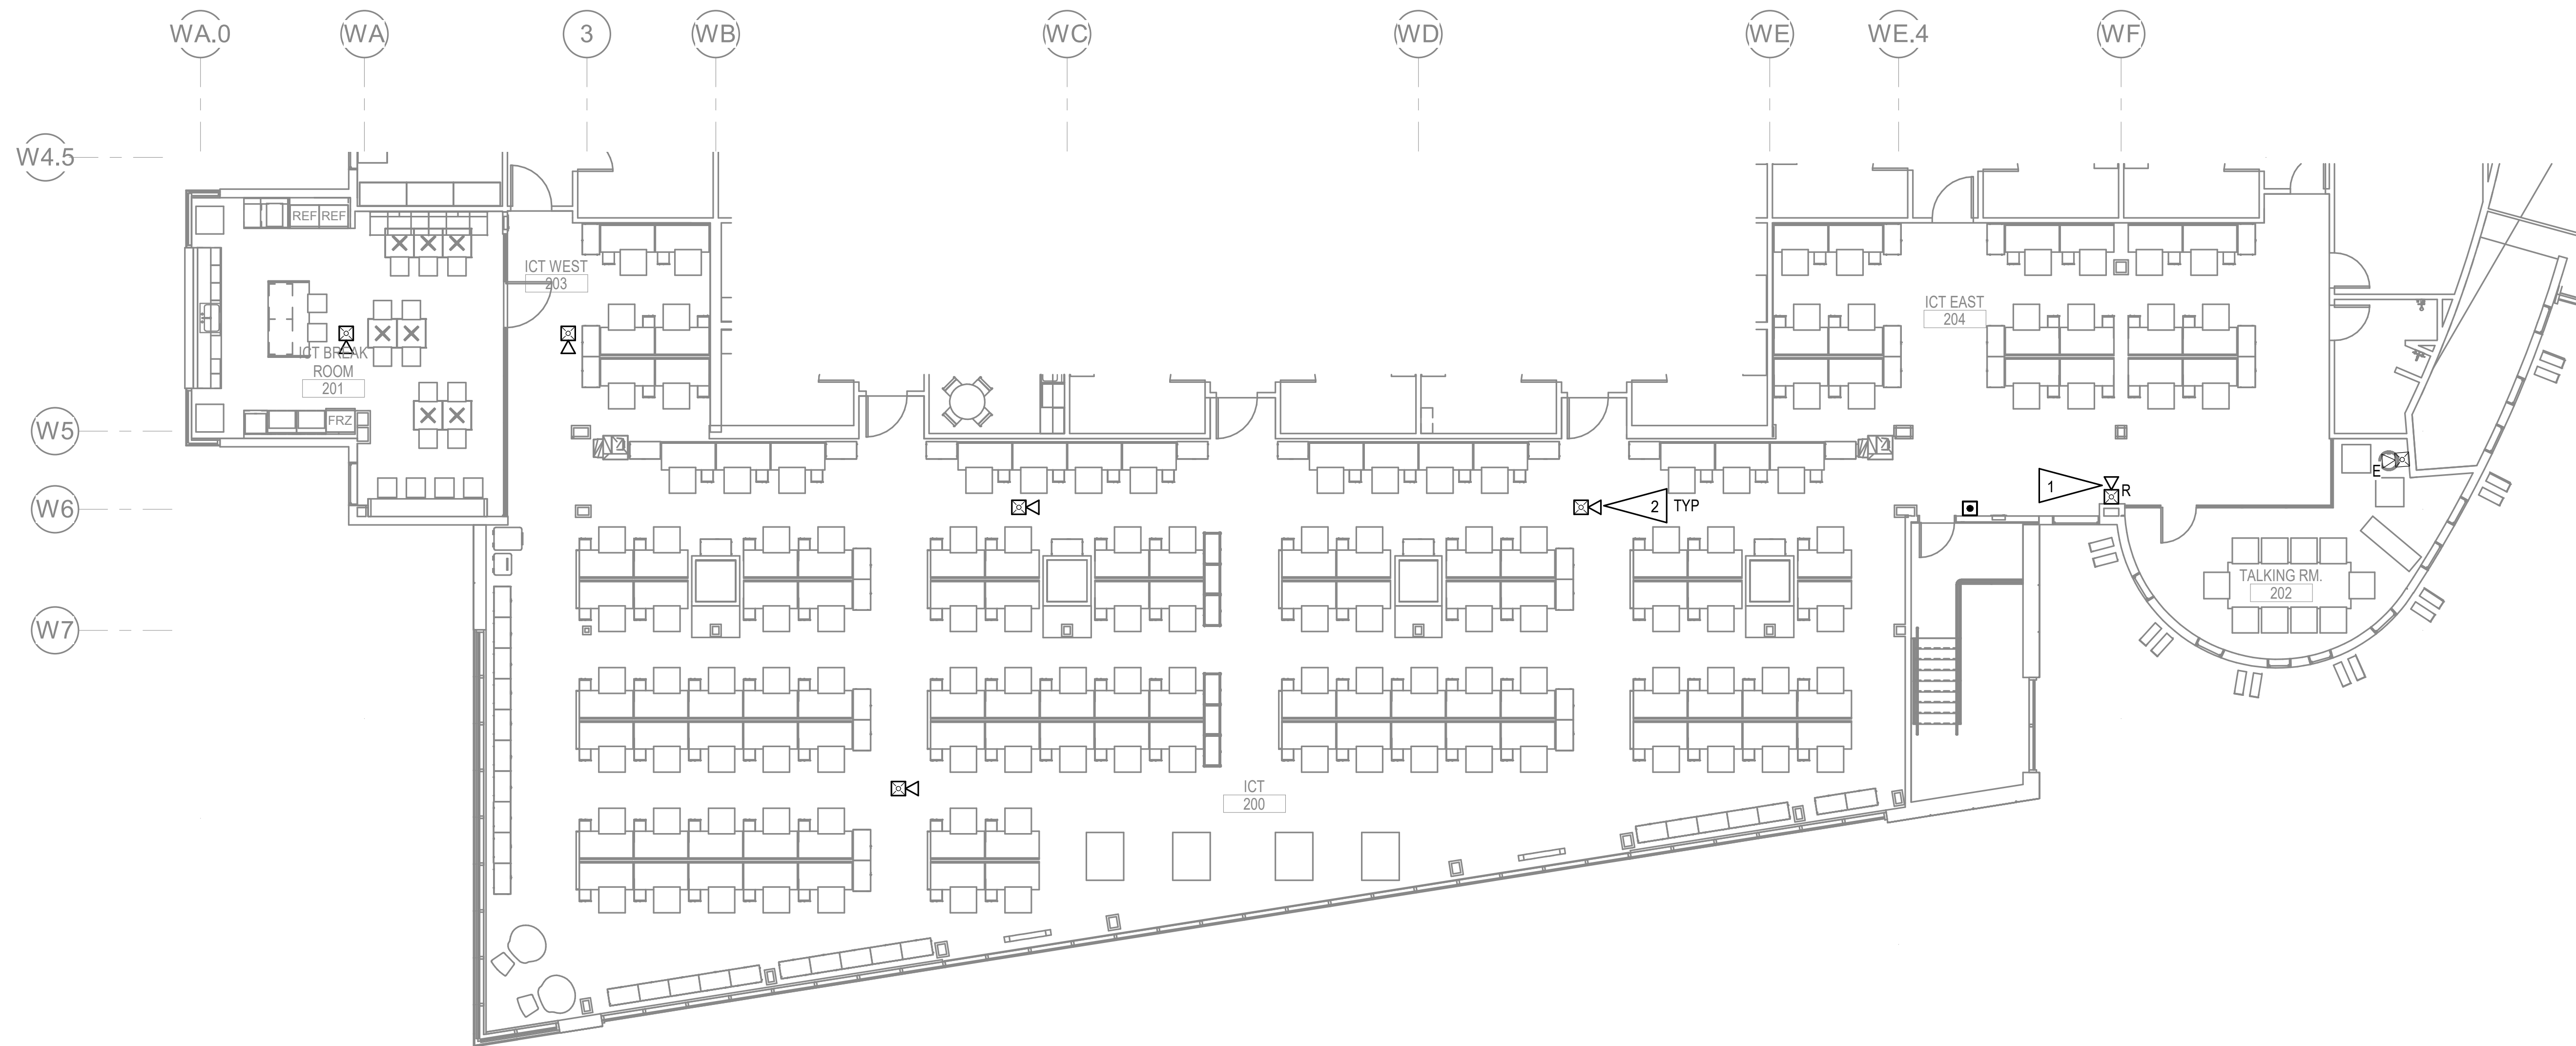 WA.0
WA
3
WB
WC
WD
WE
WE.4
WF
W4.5
REF REF
ICT WEST
203
ICT EAST
204
ICT BREAK
ROOM
201
FRZ
W5
E
1
R
W6
2 TYP
TALKING RM.
202
W7
ICT
200